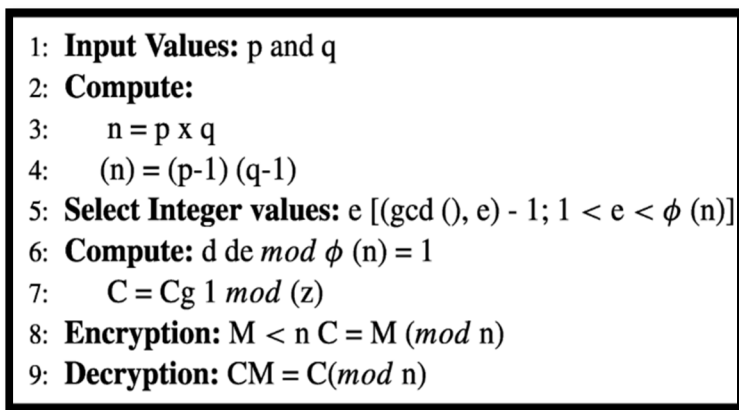 1: Input Values: p and q
2: Compute:
3: n = p x q
4: (n) = (p-1) (q-1)
5: Select Integer values: e [(gcd (), e) - 1; 1 < e < ϕ (n)]
6: Compute: d de mod ϕ (n) = 1
7: C = Cg 1 mod (z)
8: Encryption: M < n C = M (mod n)
9: Decryption: CM = C(mod n)